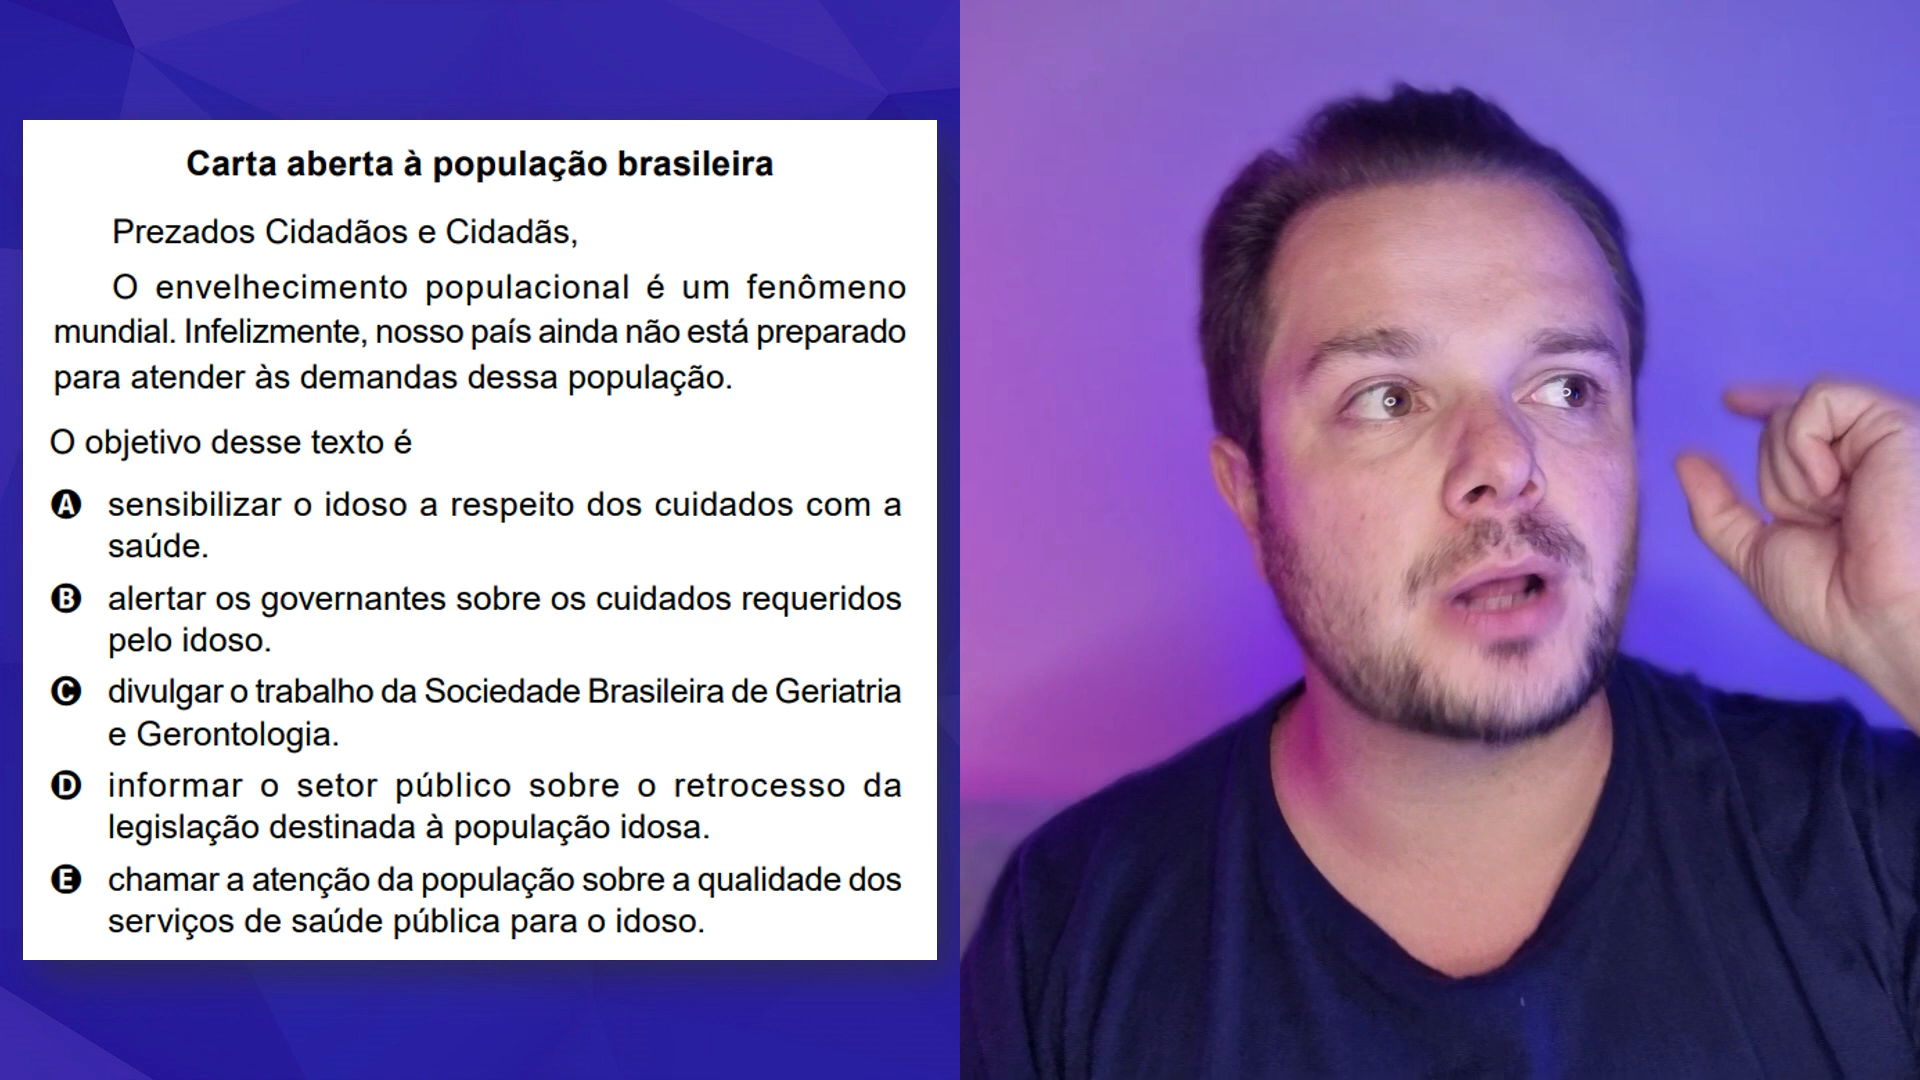 Carta aberta à população brasileira
Prezados Cidadãos e Cidadãs,
O envelhecimento populacional é um fenômeno
mundial. Infelizmente, nosso país ainda não está preparado
para atender às demandas dessa população.
O objetivo desse texto é
A sensibilizar o idoso a respeito dos cuidados com a
saúde.
B alertar os governantes sobre os cuidados requeridos
pelo idoso.
C divulgar o trabalho da Sociedade Brasileira de Geriatria
e Gerontologia.
D informar o setor público sobre o retrocesso da
legislação destinada à população idosa.
E chamar a atenção da população sobre a qualidade dos
serviços de saúde pública para o idoso.